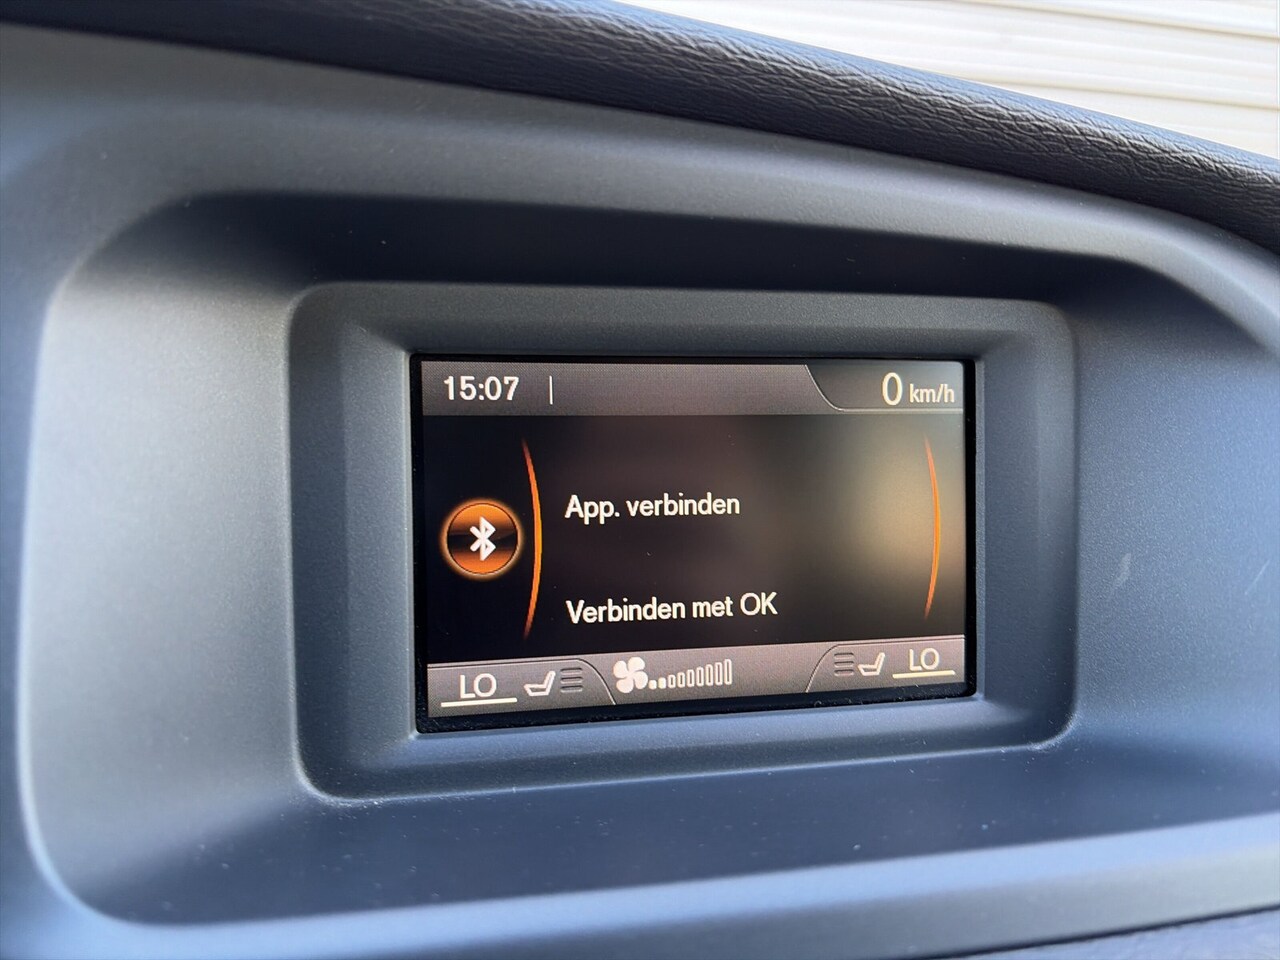 15:07
0 km/h
App. verbinden
Verbinden met OK
LO
LO